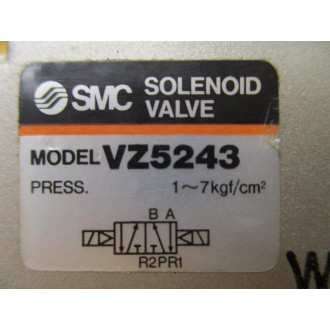 SMC SOLENOID
VALVE
MODEL VZ5243
PRESS. 1~7kgf/cm²
B A
R2PR1
W